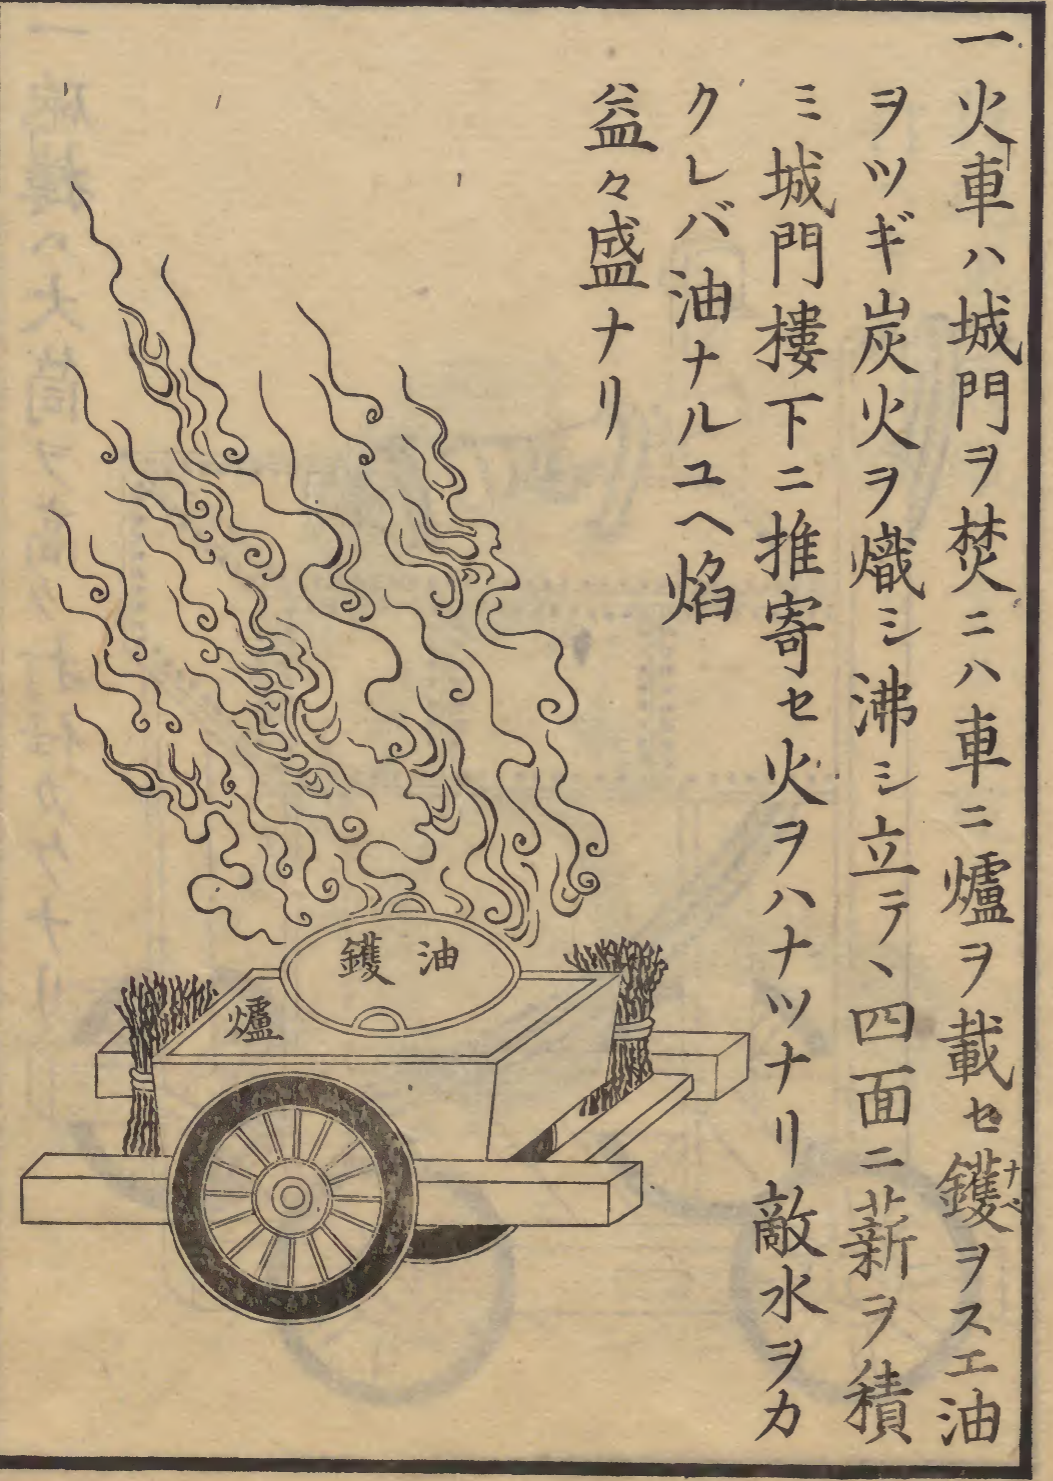 一火車ハ城門ヲ焚ニハ車ニ爐ヲ載セ鑊ヲスエ油
ナベ
ヲツギ炭火ヲ熾シ沸シ立テ、四面ニ薪ヲ積
ミ城門樓下ニ推寄セ火ヲハナツナリ敵水ヲカ
クレバ油ナルユヘ焰
益々盛ナリ
油鑊
爐